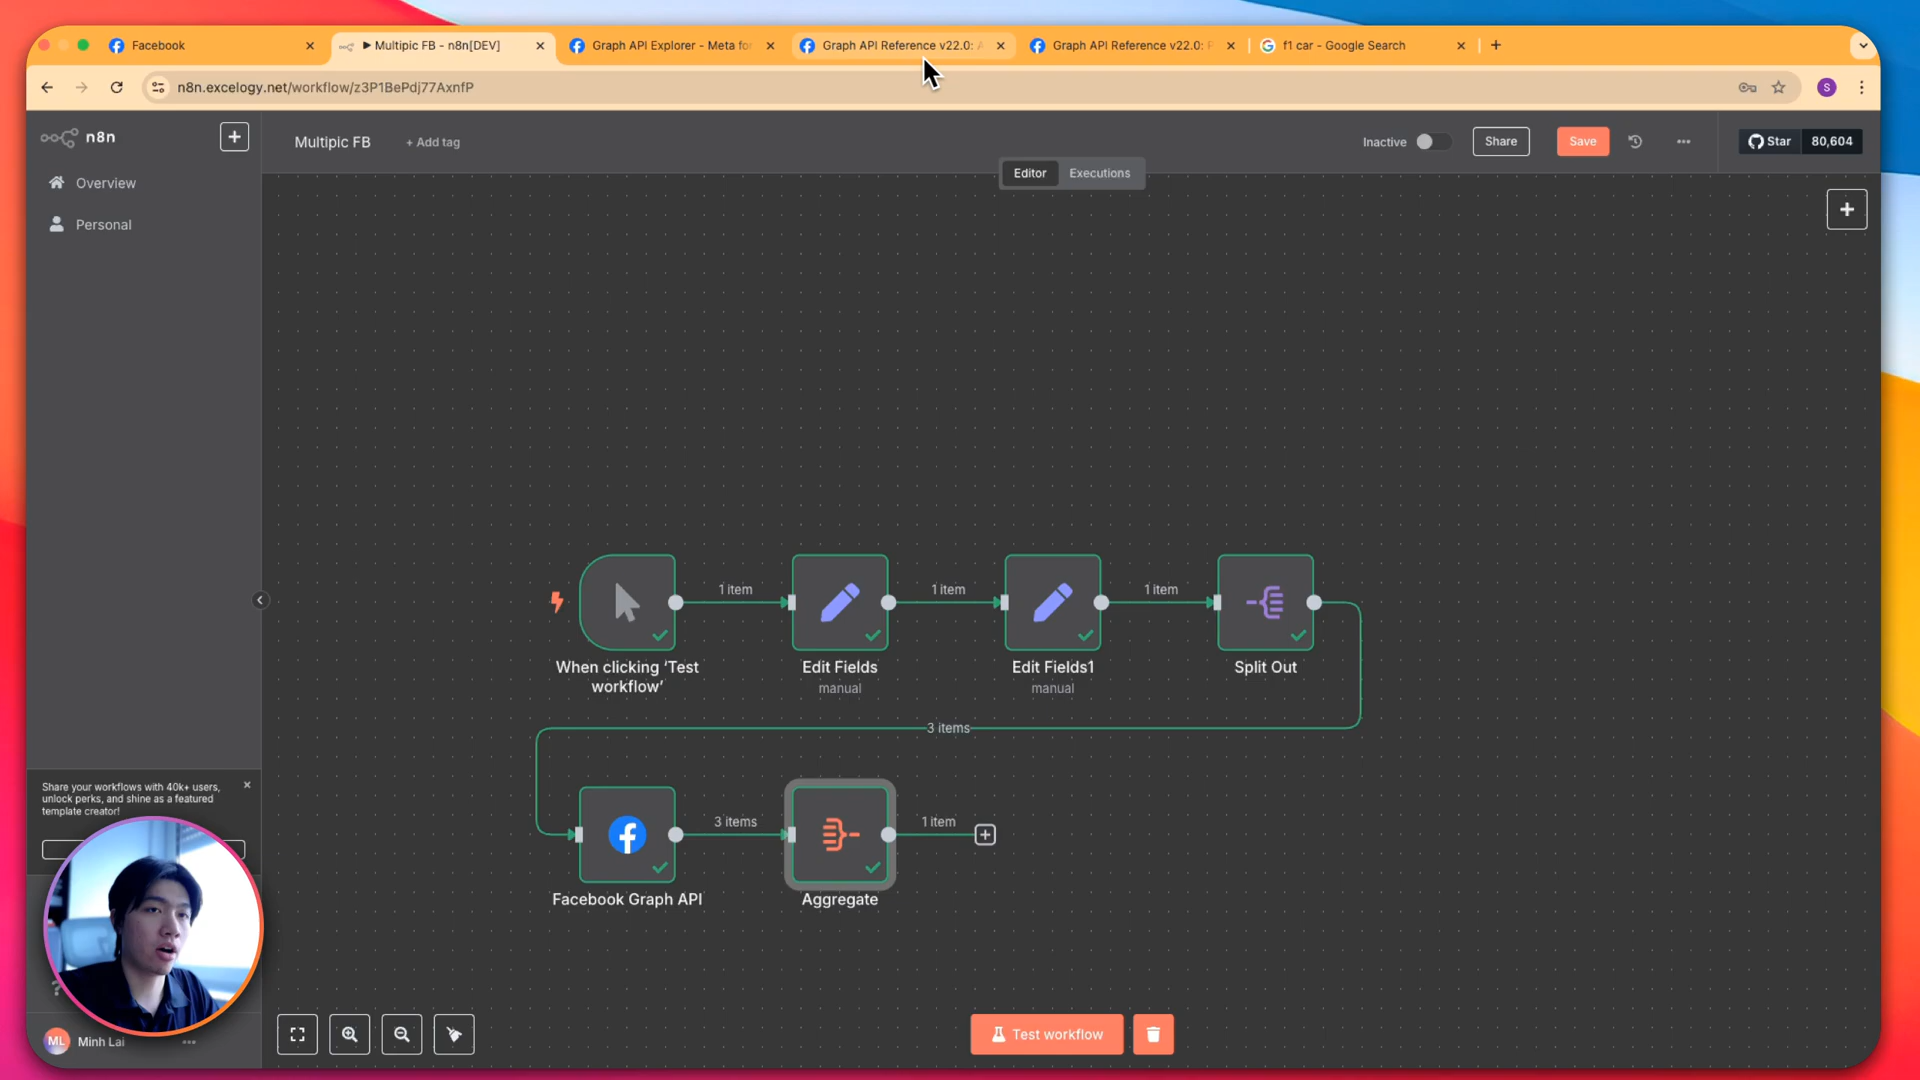 Facebook
Multipic FB - n8n[DEV]
Graph API Explorer - Meta fo
Graph API Reference v22.0:
Graph API Reference v22.0:
f1 car - Google Search
n8n.excelogy.net/workflow/z3P1BePdj77AxnfP
S
n8n
Multipic FB
+ Add tag
Inactive
Share
Save
Star
80,604
Editor
Executions
Overview
Personal
1 item
1 item
1 item
When clicking ‘Test
workflow’
Edit Fields
manual
Edit Fields1
manual
Split Out
3 items
3 items
1 item
Facebook Graph API
Aggregate
Share your workflows with 40k+ users,
unlock perks, and shine as a featured
template creator!
ML
Minh Lai
Test workflow